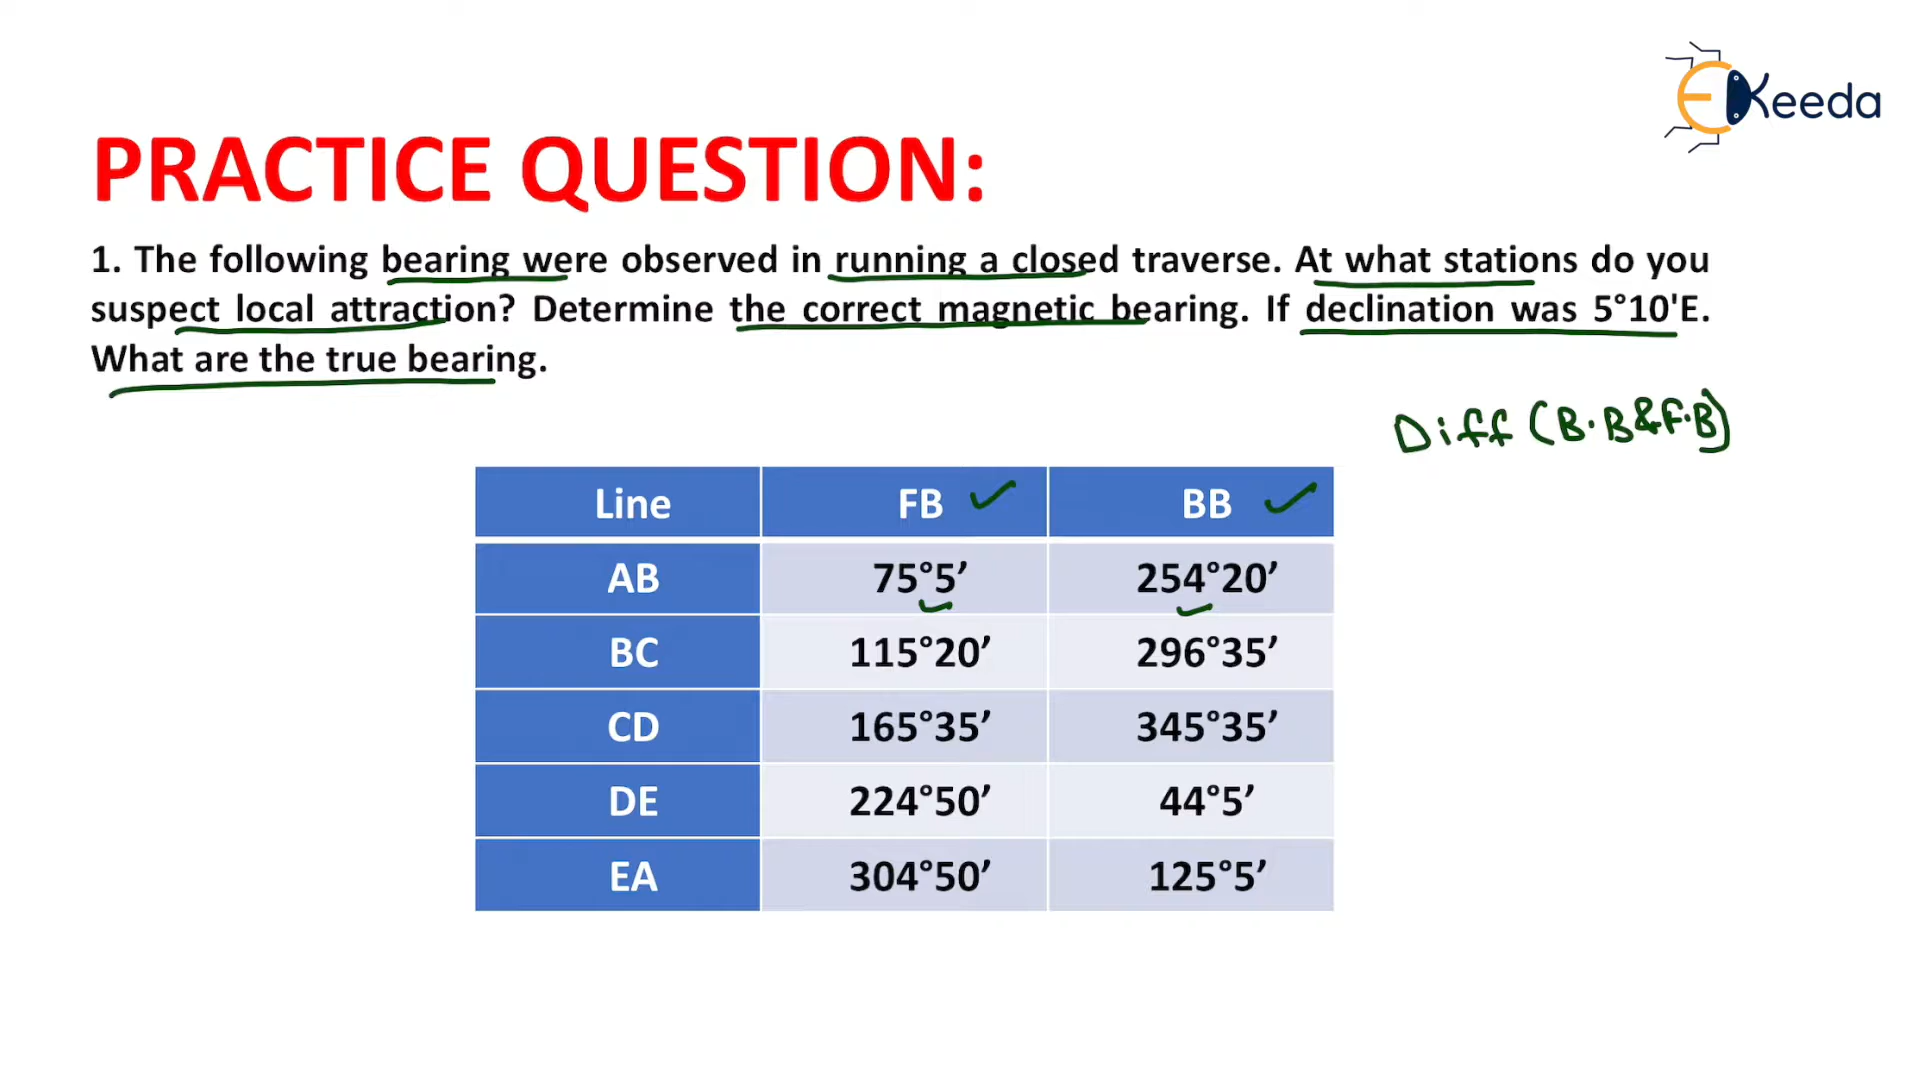 EKeeda
PRACTICE QUESTION:
1. The following bearing were observed in running a closed traverse. At what stations do you
suspect local attraction? Determine the correct magnetic bearing. If declination was 5°10'E.
What are the true bearing.
Diff (B.B & F.B)
Line FB BB
AB 75°5’ 254°20’
BC 115°20’ 296°35’
CD 165°35’ 345°35’
DE 224°50’ 44°5’
EA 304°50’ 125°5’